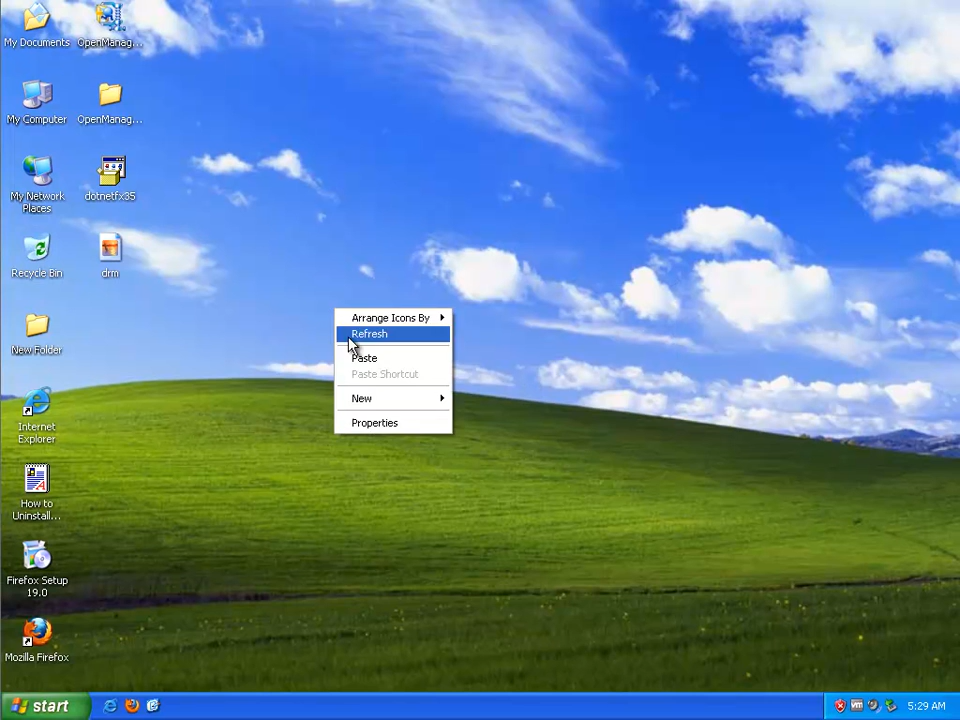 My Documents
OpenManag...
My Computer
OpenManag...
My Network
Places
dotnetfx35
Recycle Bin
drm
New Folder
Internet
Explorer
How to
Uninstall...
Firefox Setup
19.0
Mozilla Firefox
Arrange Icons By
Refresh
Paste
Paste Shortcut
New
Properties
start
vm
5:29 AM